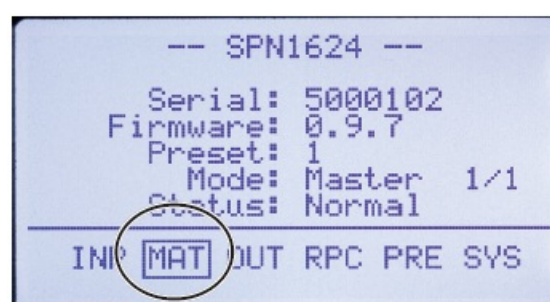 -- SPN1624 --
Serial: 5000102
Firmware: 0.9.7
Preset: 1
Mode: Master 1/1
Status: Normal
INP MAT OUT RPC PRE SYS